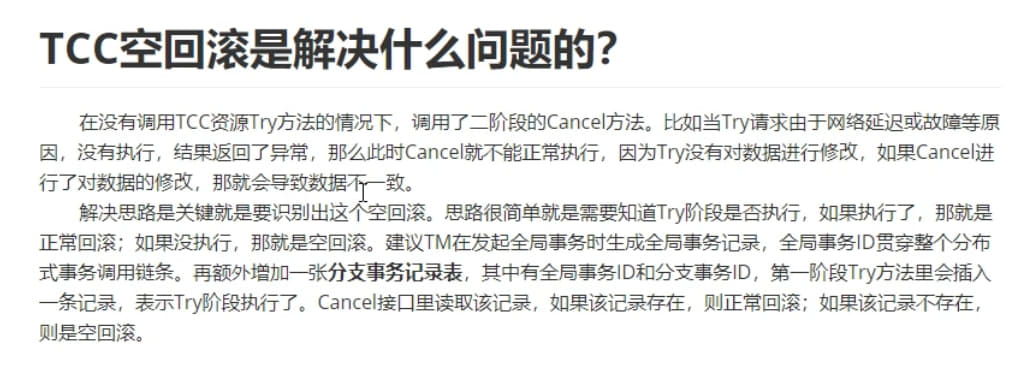 TCC空回滚是解决什么问题的？
在没有调用TCC资源Try方法的情况下，调用了二阶段的Cancel方法。比如当Try请求由于网络延迟或故障等原
因，没有执行，结果返回了异常，那么此时Cancel就不能正常执行，因为Try没有对数据进行修改，如果Cancel进
行了对数据的修改，那就会导致数据不一致。
解决思路是关键就是要识别出这个空回滚。思路很简单就是需要知道Try阶段是否执行，如果执行了，那就是
正常回滚；如果没执行，那就是空回滚。建议TM在发起全局事务时生成全局事务记录，全局事务ID贯穿整个分布
式事务调用链条。再额外增加一张分支事务记录表，其中有全局事务ID和分支事务ID，第一阶段Try方法里会插入
一条记录，表示Try阶段执行了。Cancel接口里读取该记录，如果该记录存在，则正常回滚；如果该记录不存在，
则是空回滚。